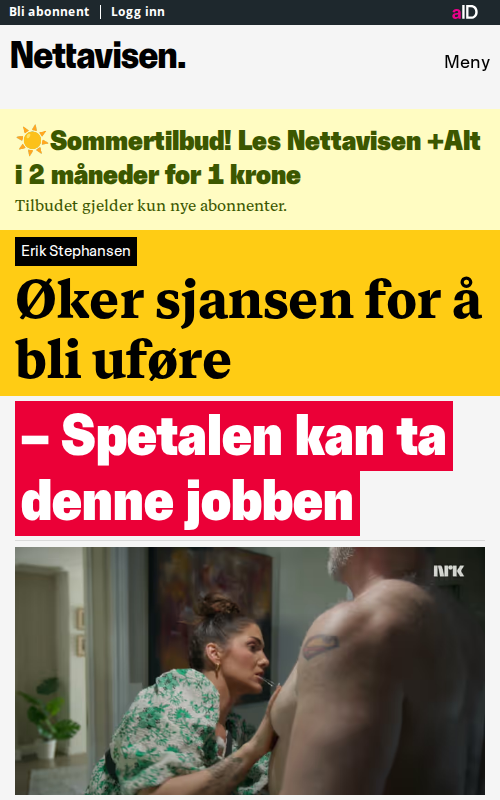 Bli abonnent | Logg inn
aID
Nettavisen.
Meny
☀️Sommertilbud! Les Nettavisen +Alt
i 2 måneder for 1 krone
Tilbudet gjelder kun nye abonnenter.
Erik Stephansen
Øker sjansen for å
bli uføre
– Spetalen kan ta
denne jobben
nrk